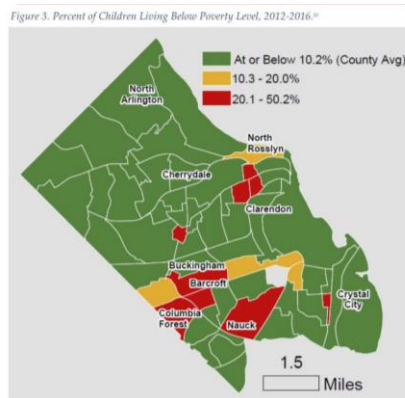 Figure 3. Percent of Children Living Below Poverty Level, 2012-2016.
At or Below 10.2% (County Avg)
10.3 - 20.0%
20.1 - 50.2%
North
Arlington
North
Rosslyn
Cherrydale
Clarendon
Buckingham
Barcroft
Columbia
Forest
Nauck
Crystal
City
1.5
Miles